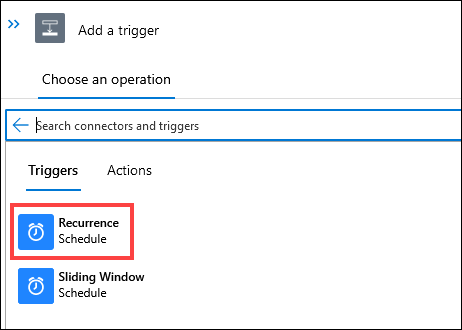 Add a trigger
Choose an operation
Search connectors and triggers
Triggers
Actions
Recurrence
Schedule
Sliding Window
Schedule